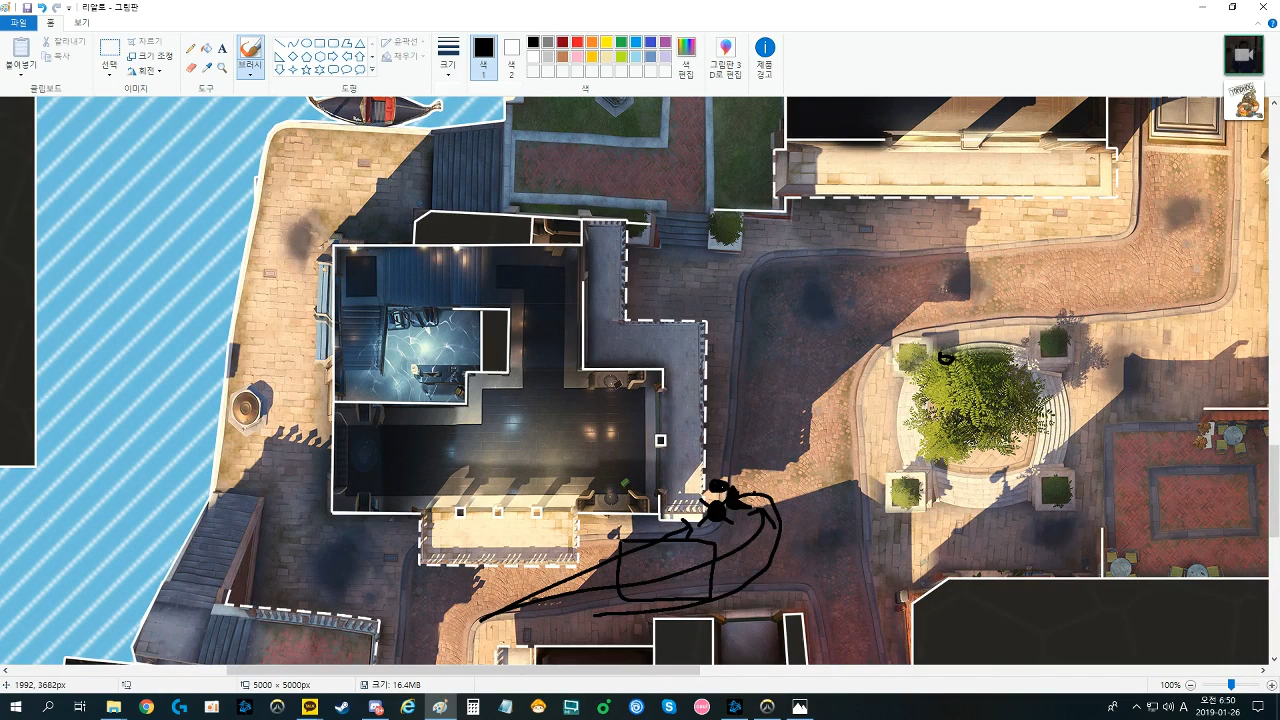 리알토 - 그림판
파일 홈 보기
붙여넣기
잘라내기
복사
클립보드
선택
자르기
크기 조정
회전
이미지
A
도구
브러시
윤곽선
채우기
도형
크기
색 1
색 2
색 편집
색
그림판 3D로 편집
제품 경고
1992, 3682px
5000 × 5000px
크기: 16.4MB
100%
오전 6:50
2019-01-26